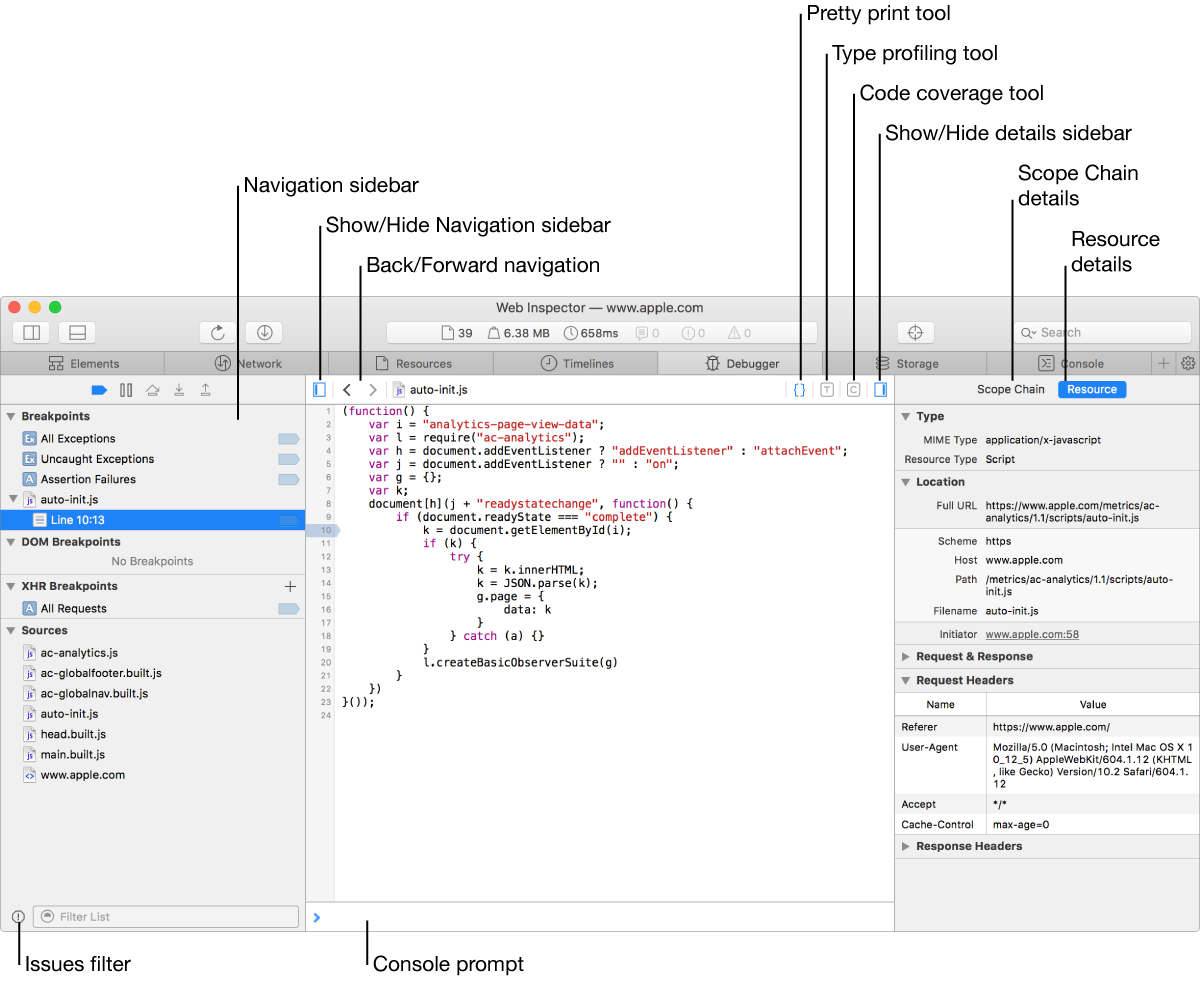 Pretty print tool
Type profiling tool
Code coverage tool
Show/Hide details sidebar
Scope Chain
details
Navigation sidebar
Show/Hide Navigation sidebar
Resource
details
Back/Forward navigation
Web Inspector — www.apple.com
39 6.38 MB 658ms 0 0 0
Search
Elements Network Resources Timelines Debugger Storage Console
auto-init.js
{} T C
Scope Chain Resource
Breakpoints
Ex All Exceptions
Ex Uncaught Exceptions
A Assertion Failures
js auto-init.js
Line 10:13
DOM Breakpoints
No Breakpoints
XHR Breakpoints +
A All Requests
Sources
js ac-analytics.js
js ac-globalfooter.built.js
js ac-globalnav.built.js
js auto-init.js
js head.built.js
js main.built.js
<> www.apple.com
Filter List
1 (function() {
2 var i = "analytics-page-view-data";
3 var l = require("ac-analytics");
4 var h = document.addEventListener ? "addEventListener" : "attachEvent";
5 var j = document.addEventListener ? "" : "on";
6 var g = {};
7 var k;
8 document[h](j + "readystatechange", function() {
9 if (document.readyState === "complete") {
10 k = document.getElementById(i);
11 if (k) {
12 try {
13 k = k.innerHTML;
14 k = JSON.parse(k);
15 g.page = {
16 data: k
17 }
18 } catch (a) {}
19 }
20 l.createBasicObserverSuite(g)
21 }
22 })
23 }());
24
>
Type
MIME Type application/x-javascript
Resource Type Script
Location
Full URL https://www.apple.com/metrics/ac-
analytics/1.1/scripts/auto-init.js
Scheme https
Host www.apple.com
Path /metrics/ac-analytics/1.1/scripts/auto-
init.js
Filename auto-init.js
Initiator www.apple.com:58
Request & Response
Request Headers
Name Value
Referer https://www.apple.com/
User-Agent Mozilla/5.0 (Macintosh; Intel Mac OS X 1
0_12_5) AppleWebKit/604.1.12 (KHTML
, like Gecko) Version/10.2 Safari/604.1.
12
Accept */*
Cache-Control max-age=0
Response Headers
Issues filter
Console prompt